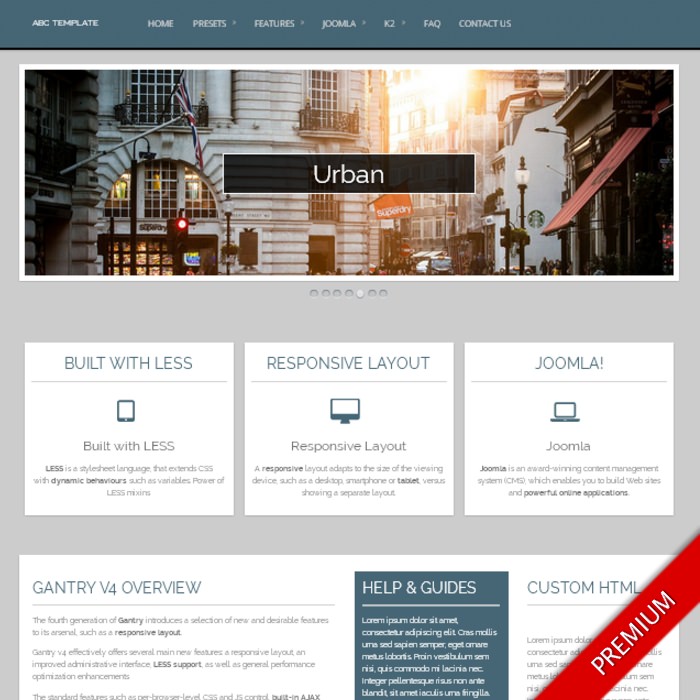 ABC TEMPLATE
HOME PRESETS FEATURES JOOMLA K2 FAQ CONTACT US
Urban
Superdry
Superdry
BUILT WITH LESS
Built with LESS
LESS is a stylesheet language, that extends CSS
with dynamic behaviours such as variables. Power of
LESS mixins
RESPONSIVE LAYOUT
Responsive Layout
A responsive layout adapts to the size of the viewing
device, such as a desktop, smartphone or tablet, versus
showing a separate layout.
JOOMLA!
Joomla
Joomla is an award-winning content management
system (CMS), which enables you to build Web sites
and powerful online applications.
GANTRY V4 OVERVIEW
The fourth generation of Gantry introduces a selection of new and desirable features
to its arsenal, such as a responsive layout.
Gantry v4 effectively offers several main new features: a responsive layout, an
improved administrative interface, LESS support, as well as general performance
optimization enhancements
The standard features such as per-browser-level CSS and JS control, built-in AJAX
HELP & GUIDES
Lorem ipsum dolor sit amet,
consectetur adipiscing elit. Cras mollis
urna sed sapien semper, eget ornare
metus lobortis. Proin vestibulum sem
nisi, quis commodo mi lacinia nec.
Integer pellentesque risus non ante
blandit, sit amet iaculis urna fringilla.
CUSTOM HTML
Lorem ipsum dolor
consectetur
urna sed
metus
nisi,
PREMIUM